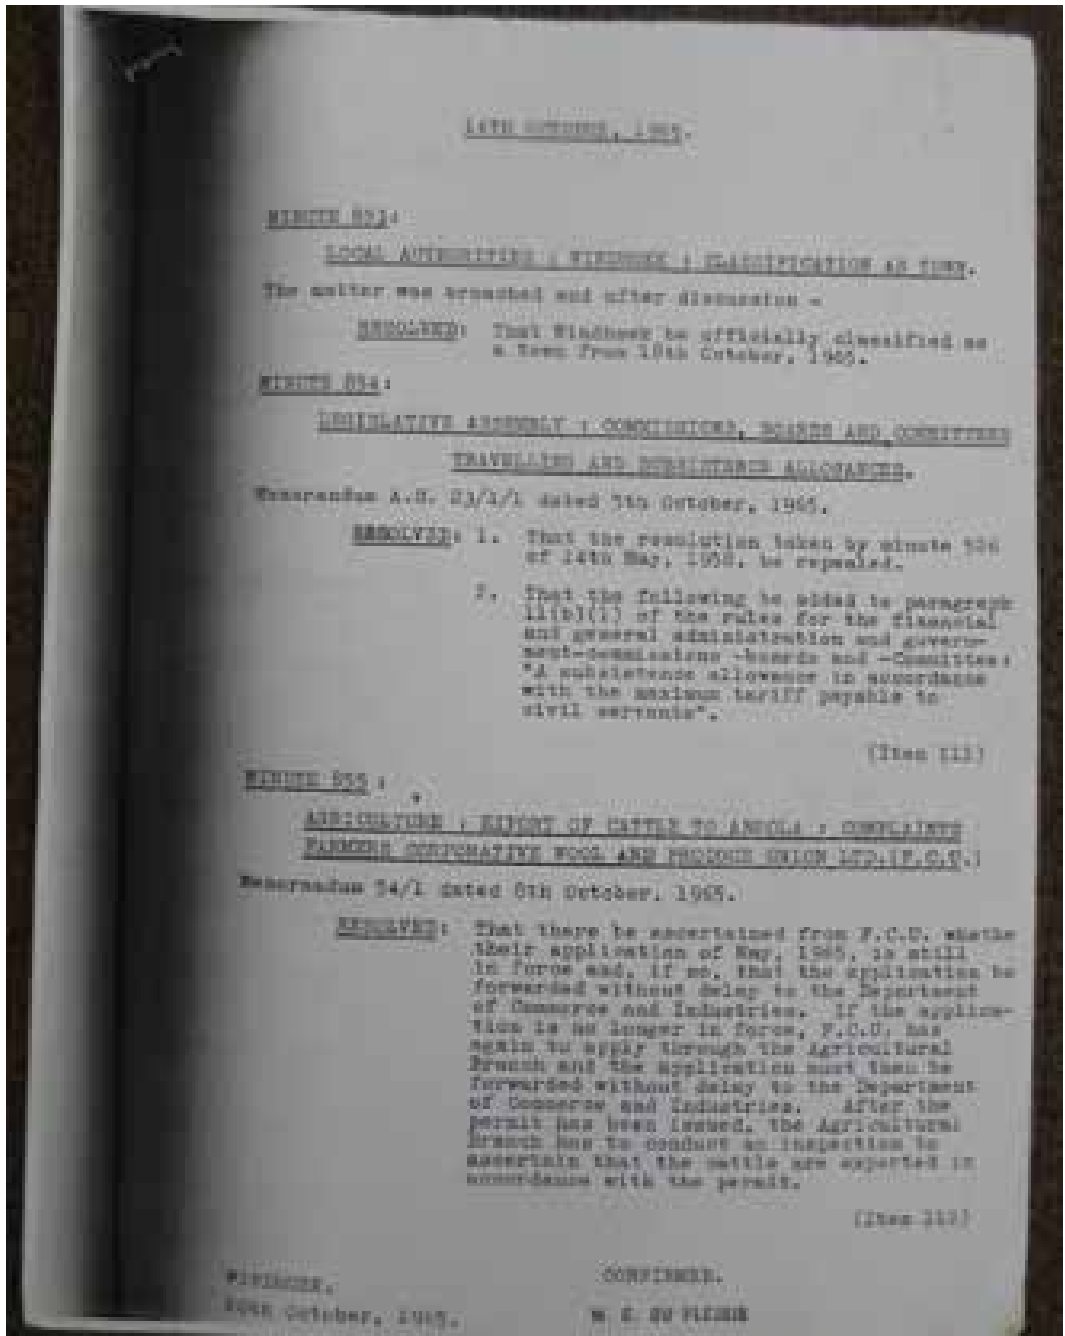 14TH OCTOBER, 1965.
MINUTE 853:
LOCAL AUTHORITIES : WINDHOEK : CLASSIFICATION AS TOWN.
The matter was broached and after discussion -
RESOLVED: That Windhoek be officially classified as
a town from 18th October, 1965.
MINUTE 854:
LEGISLATIVE ASSEMBLY : COMMISSIONS, BOARDS AND COMMITTEES
TRAVELLING AND SUBSISTENCE ALLOWANCES.
Memorandum A.G. 23/1/1 dated 5th October, 1965.
RESOLVED: 1. That the resolution taken by minute 526
of 14th May, 1958, be repealed.
2. That the following be added to paragraph
11(b)(i) of the rules for the financial
and general administration and govern-
ment-commissions -boards and -Committee:
"A subsistence allowance in accordance
with the maximum tariff payable to
civil servants".
(Item
MINUTE 855 :
AGRICULTURE : EXPORT OF CATTLE TO ANGOLA : COMPLAINTS
FARMERS CORPORATIVE WOOL AND PRODUCE UNION LTD.(F.C.U.)
Memorandum 54/1 dated 8th October, 1965.
RESOLVED: That there be ascertained from F.C.U. whethe
their application of May, 1965, is still
in force and, if so, that the application be
forwarded without delay to the Department
of Commerce and Industries. If the applica-
tion is no longer in force, F.C.U. has
again to apply through the Agricultural
Branch and the application must then be
forwarded without delay to the Department
of Commerce and Industries. After the
permit has been issued, the Agricultural
Branch has to conduct an inspection to
ascertain that the cattle are exported in
accordance with the permit.
(Item
WINDHOEK. CONFIRMED.
October, 1965. DU PLESSIS